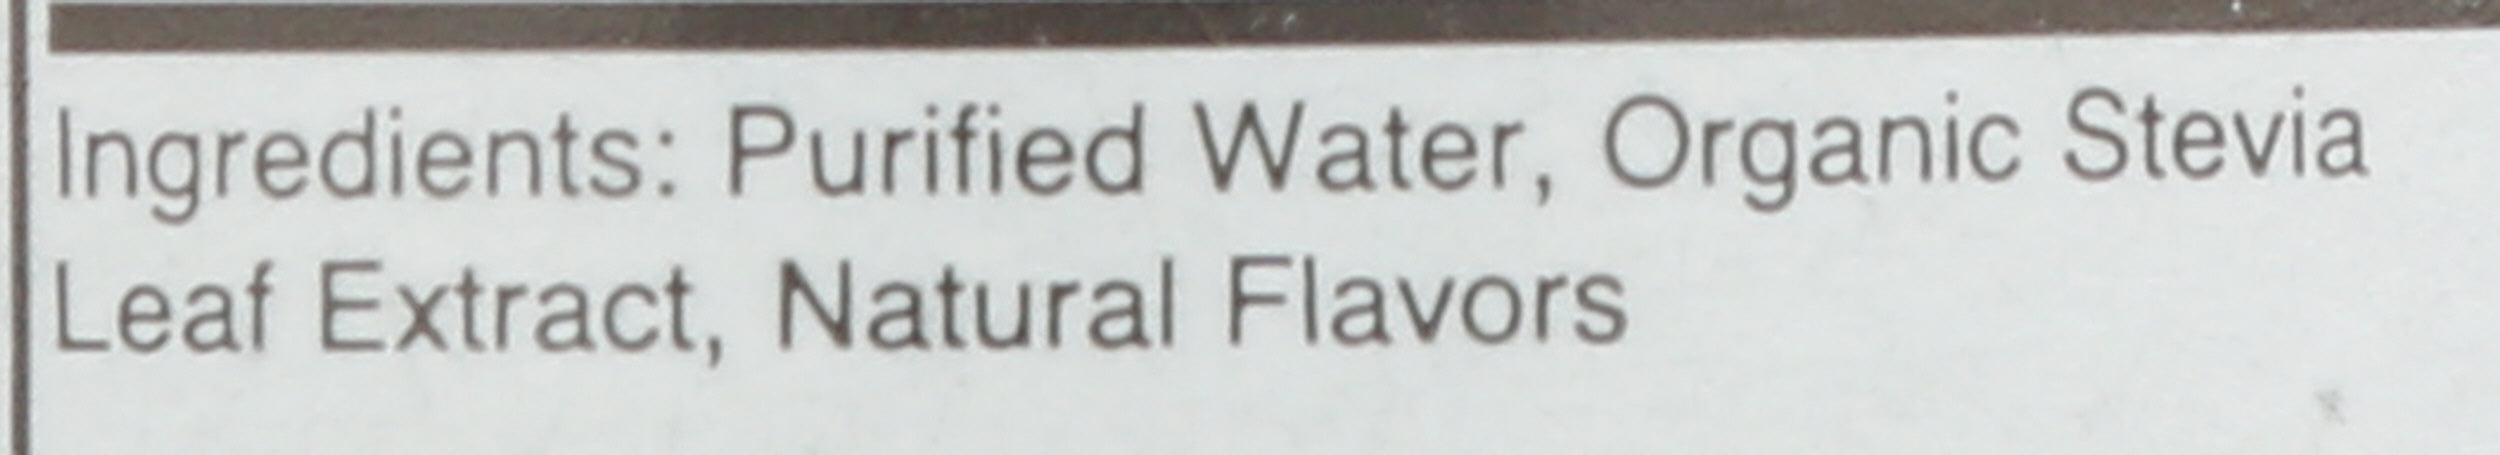 Ingredients: Purified Water, Organic Stevia
Leaf Extract, Natural Flavors